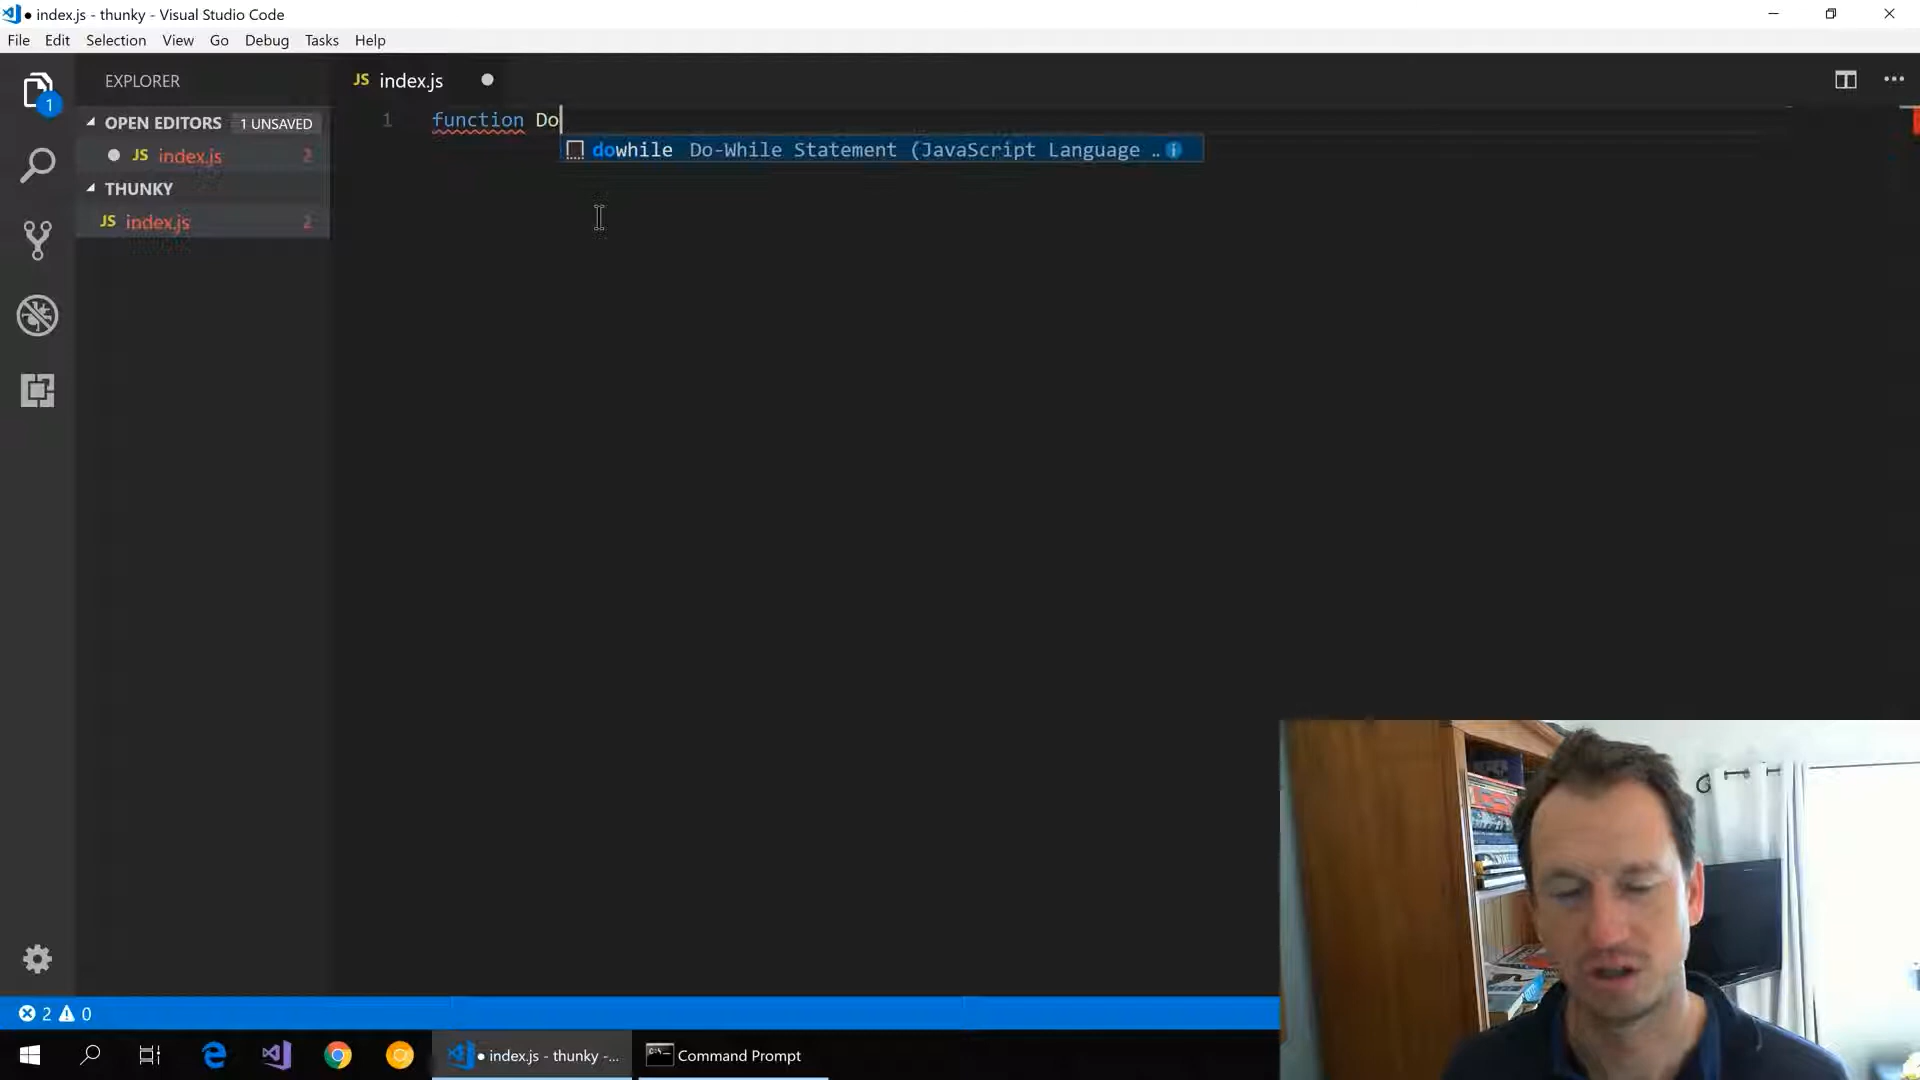 ● index.js - thunky - Visual Studio Code
File Edit Selection View Go Debug Tasks Help
EXPLORER
JS index.js
OPEN EDITORS 1 UNSAVED
JS index.js 2
THUNKY
JS index.js 2
1
1 function Do
dowhile Do-While Statement (JavaScript Language ..
2 0
● index.js - thunky -...
Command Prompt